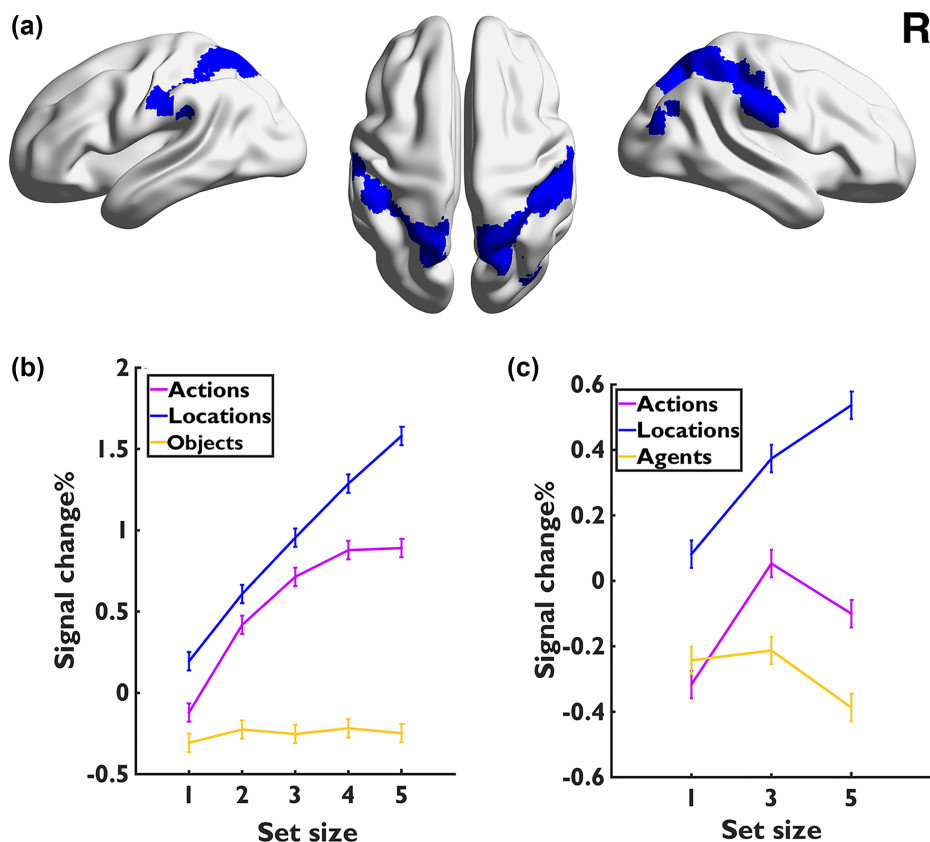 (a)
R
(b)
2
1.5
1
0.5
0
-0.5
Signal change%
Actions
Locations
Objects
1
2
3
4
5
Set size
(c)
0.6
0.4
0.2
0
-0.2
-0.4
-0.6
Signal change%
Actions
Locations
Agents
1
3
5
Set size